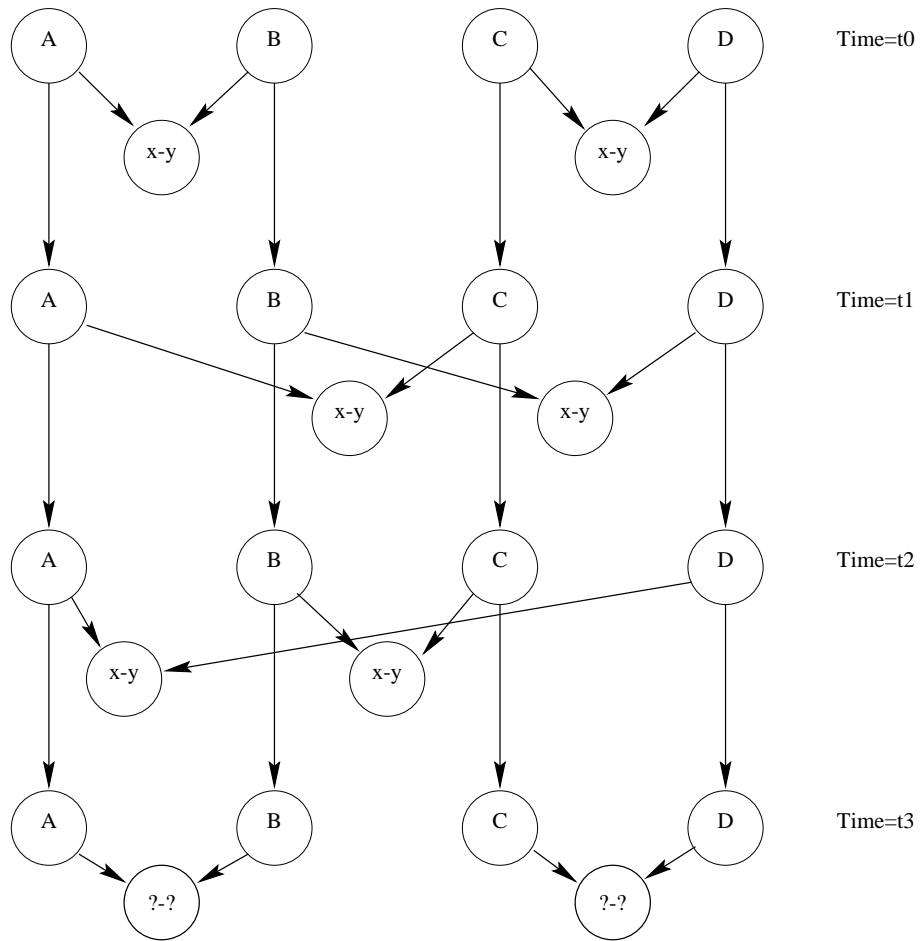 A B C D Time=t0
x-y x-y
A B C D Time=t1
x-y x-y
A B C D Time=t2
x-y x-y
A B C D Time=t3
?-? ?-?